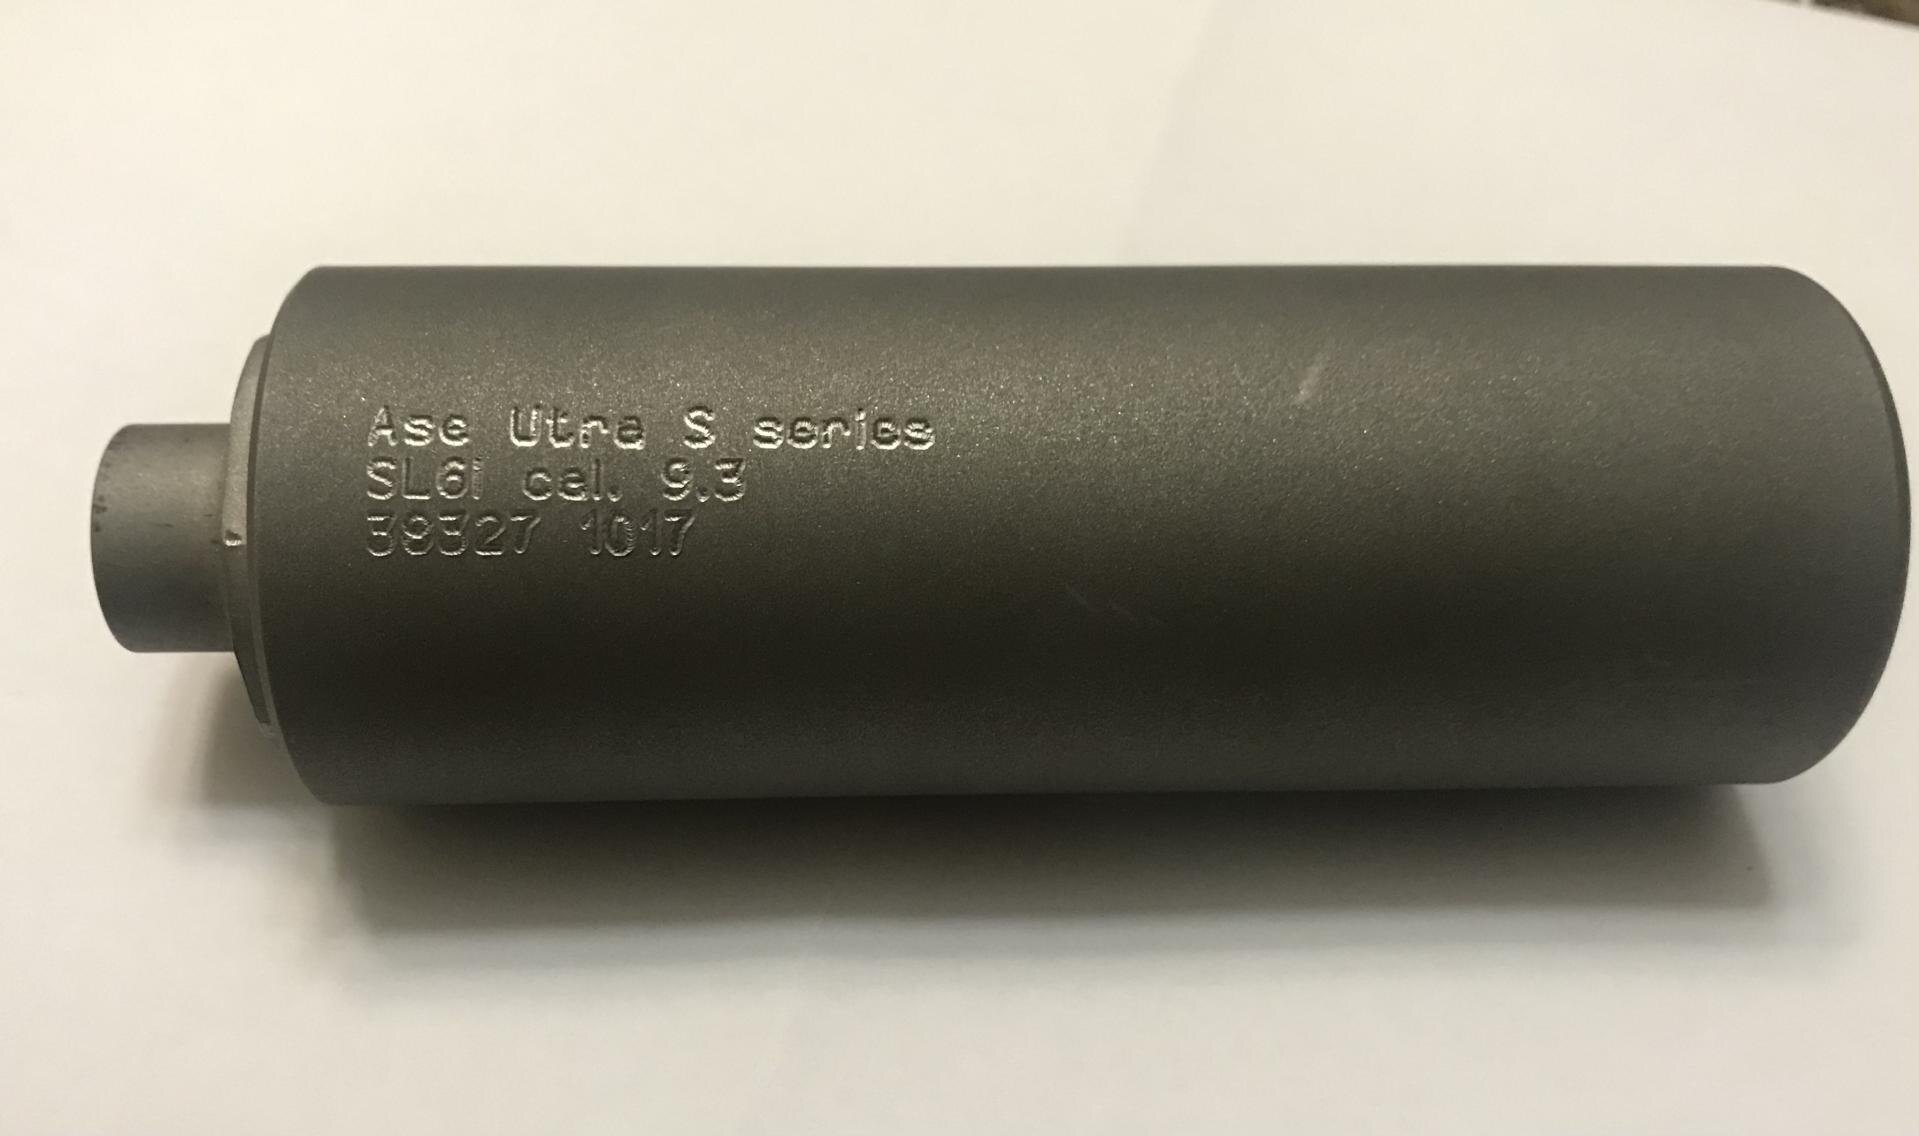 Ase Utra S series
SL6i cal. 9.3
39327 1017